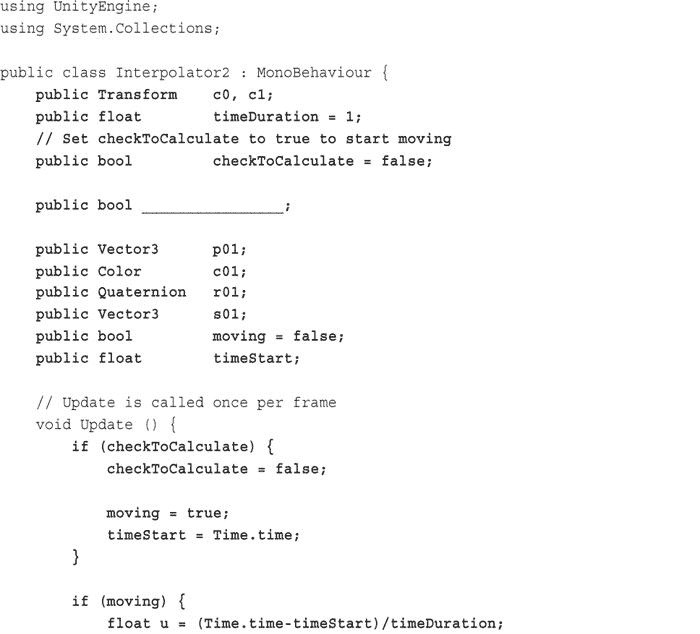 using UnityEngine;
using System.Collections;
public class Interpolator2 : MonoBehaviour {
    public Transform    c0, c1;
    public float        timeDuration = 1;
    // Set checkToCalculate to true to start moving
    public bool         checkToCalculate = false;
    public bool ________________;
    public Vector3      p01;
    public Color        c01;
    public Quaternion   r01;
    public Vector3      s01;
    public bool         moving = false;
    public float        timeStart;
    // Update is called once per frame
    void Update () {
        if (checkToCalculate) {
            checkToCalculate = false;
            moving = true;
            timeStart = Time.time;
        }
        if (moving) {
            float u = (Time.time-timeStart)/timeDuration;